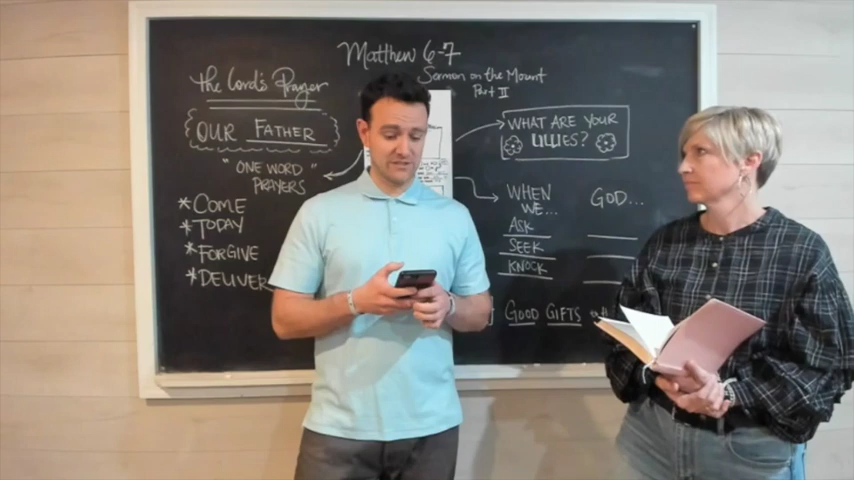 Matthew 6-7
Sermon on the Mount
Part II
the Lord's Prayer
OUR FATHER
"ONE WORD"
PRAYERS
* COME
* TODAY
* FORGIVE
* DELIVER
WHAT ARE YOUR
LILLIES?
WHEN
WE...
GOD...
ASK
SEEK
KNOCK
GOOD GIFTS